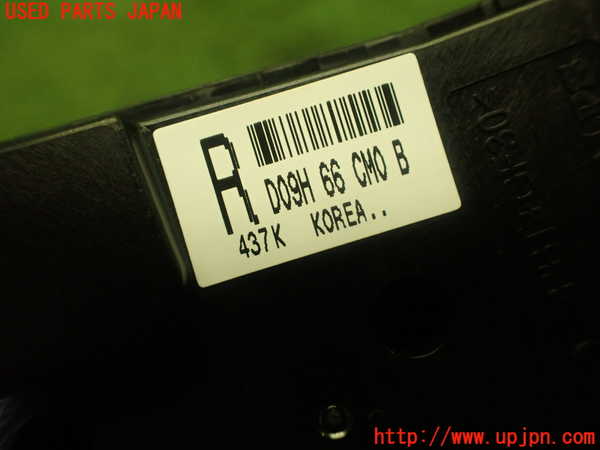 USED PARTS JAPAN
R
D09H 66 CM0 B
437K KOREA..
http://www.upjpn.com